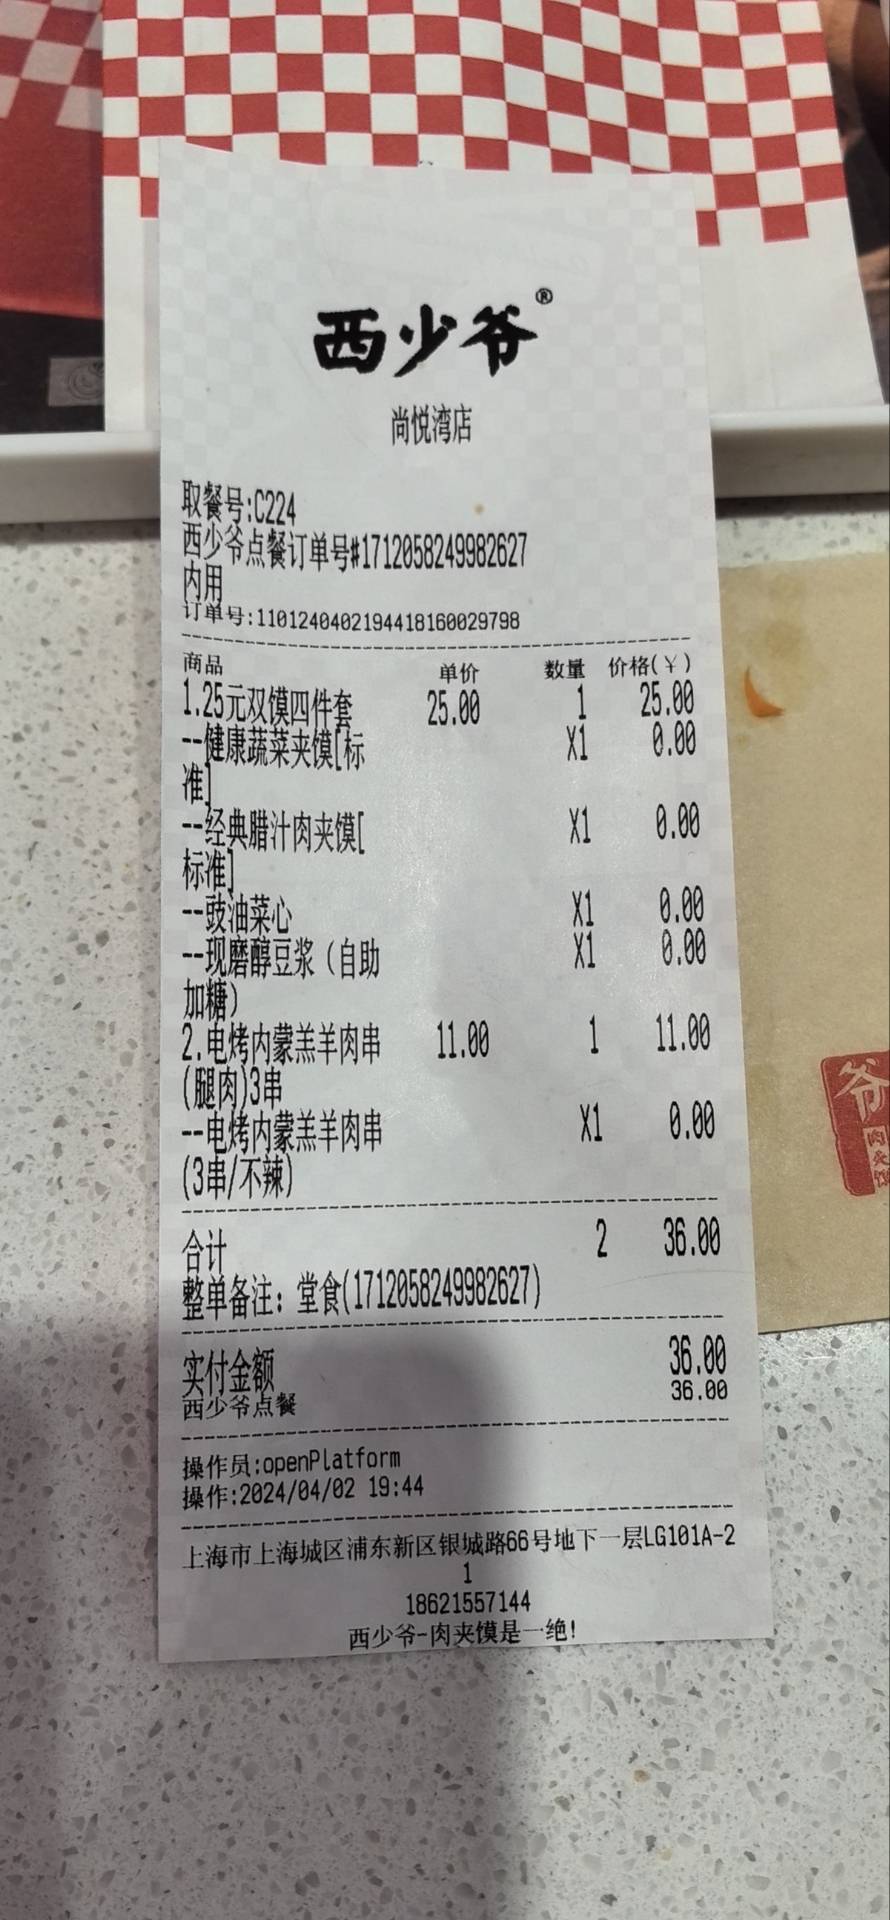 西少爷®
尚悦湾店
取餐号:C224
西少爷点餐订单号#1712058249982627
内用
订单号:1101240402194418160029798
商品 单价 数量 价格(¥)
1.25元双馍四件套 25.00 1 25.00
--健康蔬菜夹馍[标 X1 0.00
准]
--经典腊汁肉夹馍[ X1 0.00
标准]
--豉油菜心 X1 0.00
--现磨醇豆浆（自助 X1 0.00
加糖）
2.电烤内蒙羔羊肉串 11.00 1 11.00
(腿肉)3串
--电烤内蒙羔羊肉串 X1 0.00
(3串/不辣)
合计 2 36.00
整单备注：堂食(1712058249982627)
实付金额 36.00
西少爷点餐 36.00
操作员:openPlatform
操作:2024/04/02 19:44
上海市上海城区浦东新区银城路66号地下一层LG101A-2
1
18621557144
西少爷-肉夹馍是一绝!
爷
肉夹馍